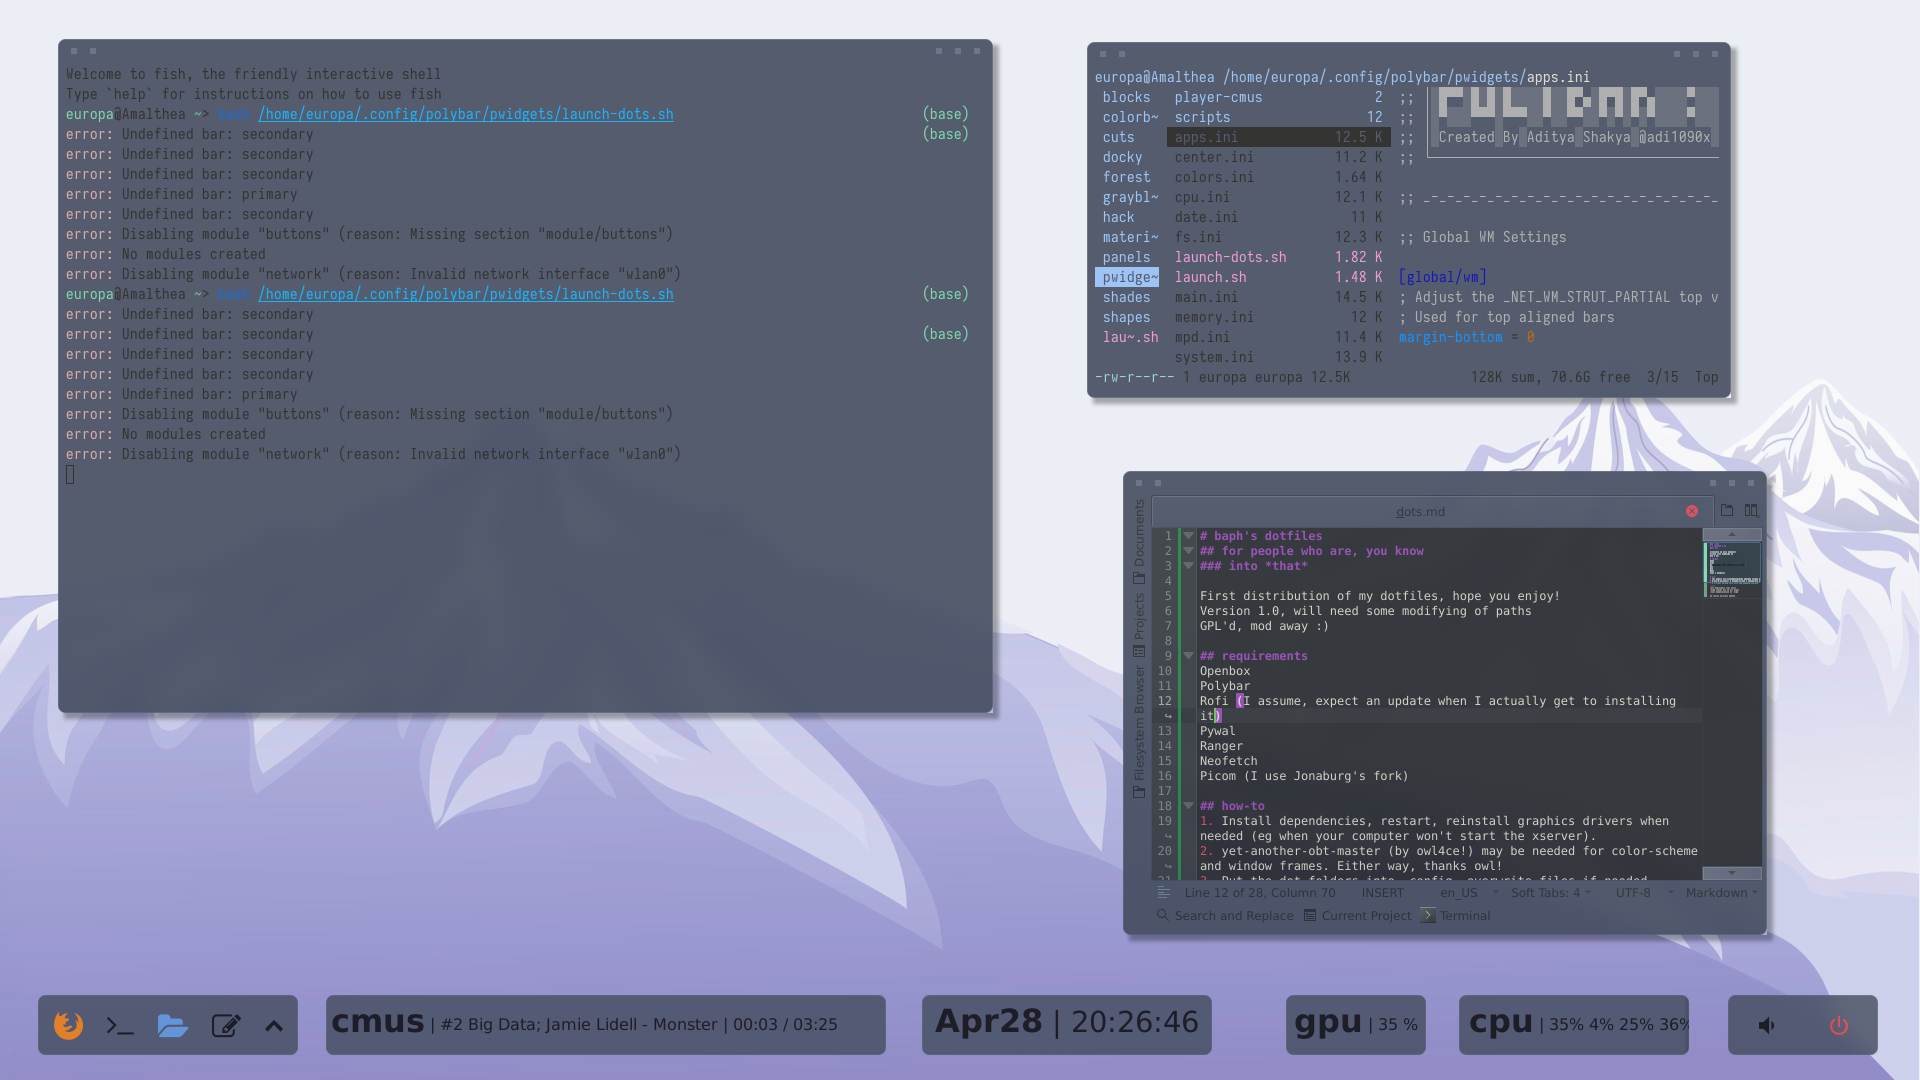 Welcome to fish, the friendly interactive shell
Type `help` for instructions on how to use fish
europa@Amalthea ~> bash /home/europa/.config/polybar/pwidgets/launch-dots.sh (base)
error: Undefined bar: secondary (base)
error: Undefined bar: secondary
error: Undefined bar: secondary
error: Undefined bar: primary
error: Undefined bar: secondary
error: Disabling module "buttons" (reason: Missing section "module/buttons")
error: No modules created
error: Disabling module "network" (reason: Invalid network interface "wlan0")
europa@Amalthea ~> bash /home/europa/.config/polybar/pwidgets/launch-dots.sh (base)
error: Undefined bar: secondary
error: Undefined bar: secondary (base)
error: Undefined bar: secondary
error: Undefined bar: secondary
error: Undefined bar: primary
error: Disabling module "buttons" (reason: Missing section "module/buttons")
error: No modules created
error: Disabling module "network" (reason: Invalid network interface "wlan0")
europa@Amalthea /home/europa/.config/polybar/pwidgets/apps.ini
blocks player-cmus 2 ;;
colorb~ scripts 12 ;;
cuts apps.ini 12.5 K ;; Created By Aditya Shakya @adi1090x
docky center.ini 11.2 K ;;
forest colors.ini 1.64 K
graybl~ cpu.ini 12.1 K ;; _-_-_-_-_-_-_-_-_-_-_-_-_-_-_-_-_-_-_
hack date.ini 11 K
materi~ fs.ini 12.3 K ;; Global WM Settings
panels launch-dots.sh 1.82 K
pwidge~ launch.sh 1.48 K [global/wm]
shades main.ini 14.5 K ; Adjust the _NET_WM_STRUT_PARTIAL top v
shapes memory.ini 12 K ; Used for top aligned bars
lau~.sh mpd.ini 11.4 K margin-bottom = 0
system.ini 13.9 K
-rw-r--r-- 1 europa europa 12.5K 128K sum, 70.6G free 3/15 Top
dots.md
Documents
Projects
Filesystem Browser
1 # baph's dotfiles
2 ## for people who are, you know
3 ### into *that*
4
5 First distribution of my dotfiles, hope you enjoy!
6 Version 1.0, will need some modifying of paths
7 GPL'd, mod away :)
8
9 ## requirements
10 Openbox
11 Polybar
12 Rofi (I assume, expect an update when I actually get to installing
it)
13 Pywal
14 Ranger
15 Neofetch
16 Picom (I use Jonaburg's fork)
17
18 ## how-to
19 1. Install dependencies, restart, reinstall graphics drivers when
needed (eg when your computer won't start the xserver).
20 2. yet-another-obt-master (by owl4ce!) may be needed for color-scheme
and window frames. Either way, thanks owl!
21 3. Put the dot folders into .config, overwrite files if needed
Line 12 of 28, Column 70 INSERT en_US Soft Tabs: 4 UTF-8 Markdown
Search and Replace Current Project Terminal
cmus | #2 Big Data; Jamie Lidell - Monster | 00:03 / 03:25
Apr28 | 20:26:46
gpu | 35 %
cpu | 35% 4% 25% 36%